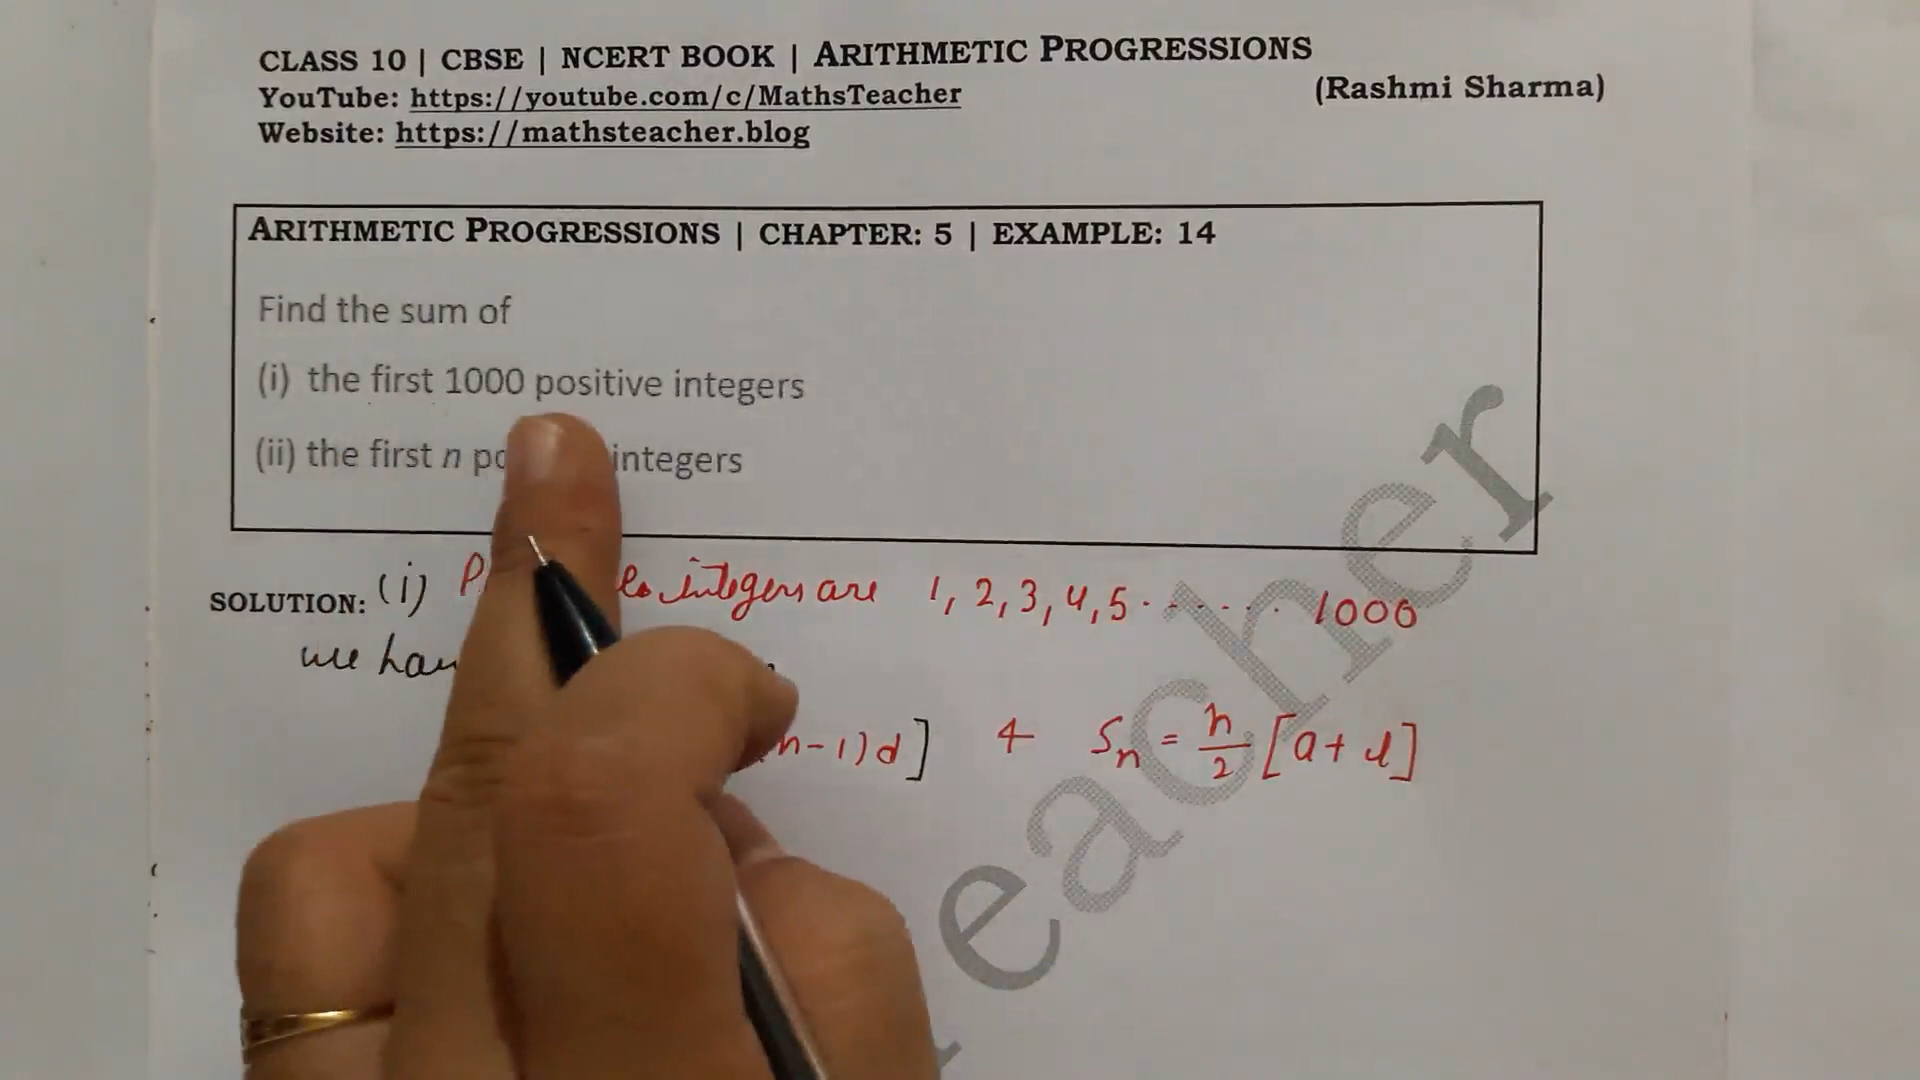 CLASS 10 | CBSE | NCERT BOOK | ARITHMETIC PROGRESSIONS
(Rashmi Sharma)
YouTube: https://youtube.com/c/MathsTeacher
Website: https://mathsteacher.blog
ARITHMETIC PROGRESSIONS | CHAPTER: 5 | EXAMPLE: 14
Find the sum of
(i) the first 1000 positive integers
(ii) the first n integers
SOLUTION: (i) integers are 1, 2, 3, 4, 5 . . . . . . 1000
we
n-1)d] & Sn = n/2 [a + l]
eacher